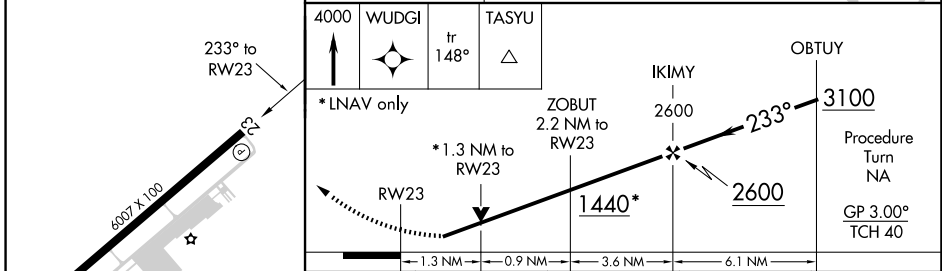 233° to
RW23
23
P
6007 X 100
4000
WUDGI
tr
148°
TASYU
*LNAV only
OBTUY
IKIMY
2600
3100
233°
ZOBUT
2.2 NM to
RW23
*1.3 NM to
RW23
RW23
1440*
2600
Procedure
Turn
NA
GP 3.00°
TCH 40
1.3 NM
0.9 NM
3.6 NM
6.1 NM